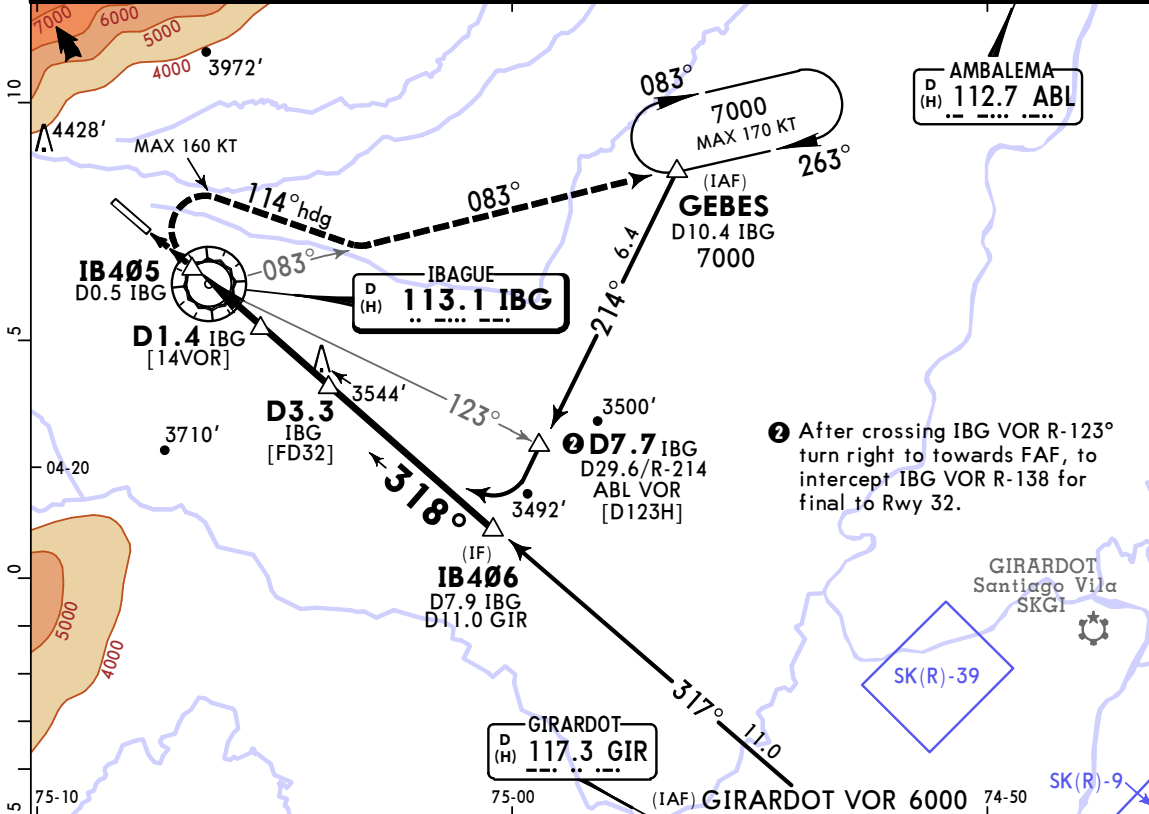 7000
6000
5000
4000
3972'
10
4428'
MAX 160 KT
114°hdg
083°
083°
7000
MAX 170 KT
263°
AMBALEMA
D
(H) 112.7 ABL
(IAF)
GEBES
D10.4 IBG
7000
6.4
214°
IB4Ø5
D0.5 IBG
083°
IBAGUE
D
(H) 113.1 IBG
D1.4 IBG
[14VOR]
5
3544'
D3.3
IBG
[FD32]
123°
3500'
3710'
2 D7.7 IBG
D29.6/R-214
ABL VOR
[D123H]
2 After crossing IBG VOR R-123°
turn right to towards FAF, to
intercept IBG VOR R-138 for
final to Rwy 32.
04-20
318°
3492'
(IF)
IB4Ø6
D7.9 IBG
D11.0 GIR
0
5000
4000
GIRARDOT
Santiago Vila
SKGI
SK(R)-39
317°
11.0
GIRARDOT
D
(H) 117.3 GIR
SK(R)-9
5
75-10
75-00
(IAF) GIRARDOT VOR 6000
74-50